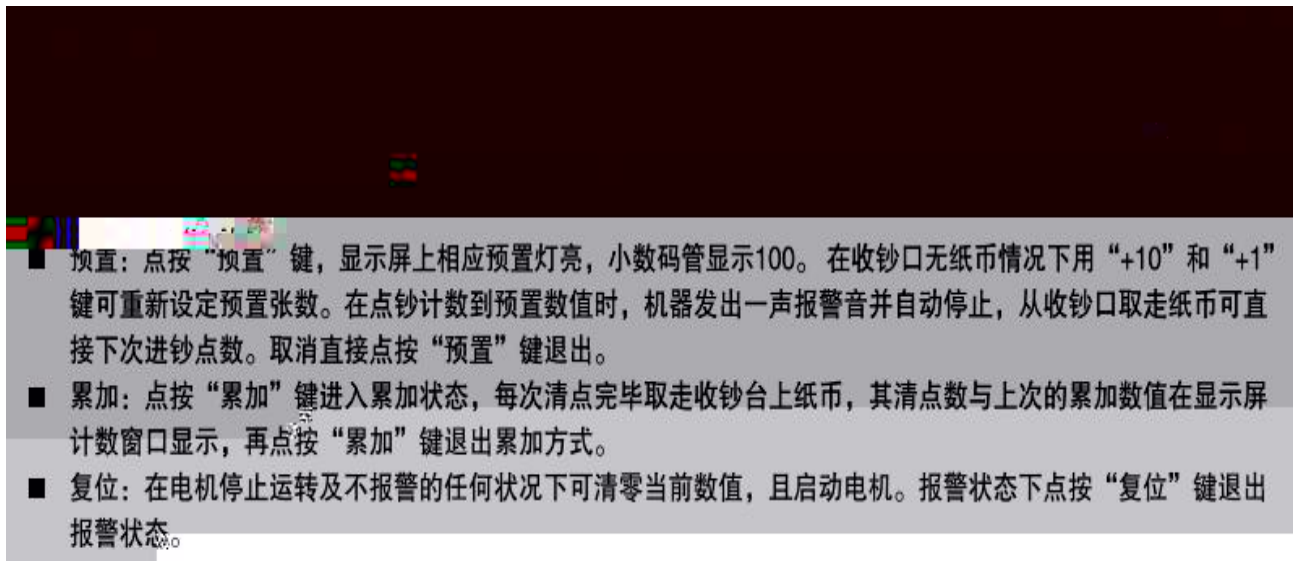 ■ 预置：点按“预置”键，显示屏上相应预置灯亮，小数码管显示100。在收钞口无纸币情况下用“+10”和“+1”
键可重新设定预置张数。在点钞计数到预置数值时，机器发出一声报警音并自动停止，从收钞口取走纸币可直
接下次进钞点数。取消直接点按“预置”键退出。
■ 累加：点按“累加”键进入累加状态，每次清点完毕取走收钞台上纸币，其清点数与上次的累加数值在显示屏
计数窗口显示，再点按“累加”键退出累加方式。
■ 复位：在电机停止运转及不报警的任何状况下可清零当前数值，且启动电机。报警状态下点按“复位”键退出
报警状态。